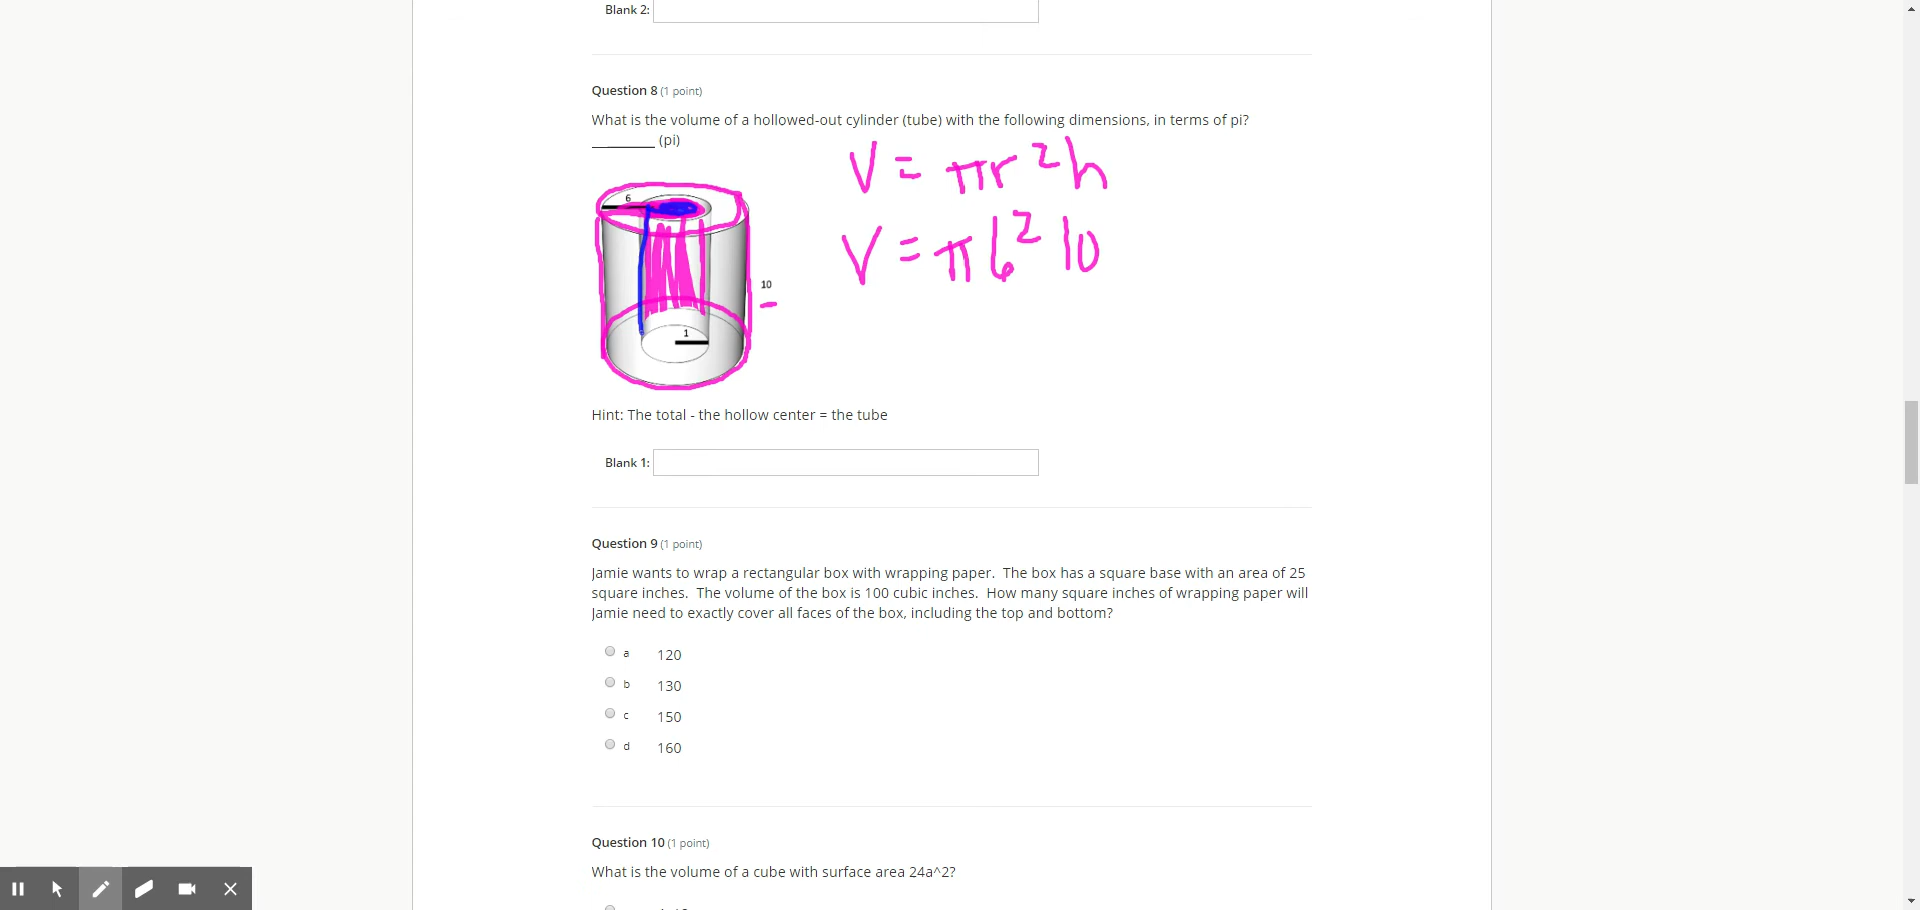 Blank 2:
Question 8 (1 point)
What is the volume of a hollowed-out cylinder (tube) with the following dimensions, in terms of pi?
________ (pi)
V = πr²h
V = π6² 10
6
10
1
Hint: The total - the hollow center = the tube
Blank 1:
Question 9 (1 point)
Jamie wants to wrap a rectangular box with wrapping paper.  The box has a square base with an area of 25
square inches.  The volume of the box is 100 cubic inches.  How many square inches of wrapping paper will
Jamie need to exactly cover all faces of the box, including the top and bottom?
a 120
b 130
c 150
d 160
Question 10 (1 point)
What is the volume of a cube with surface area 24a^2?